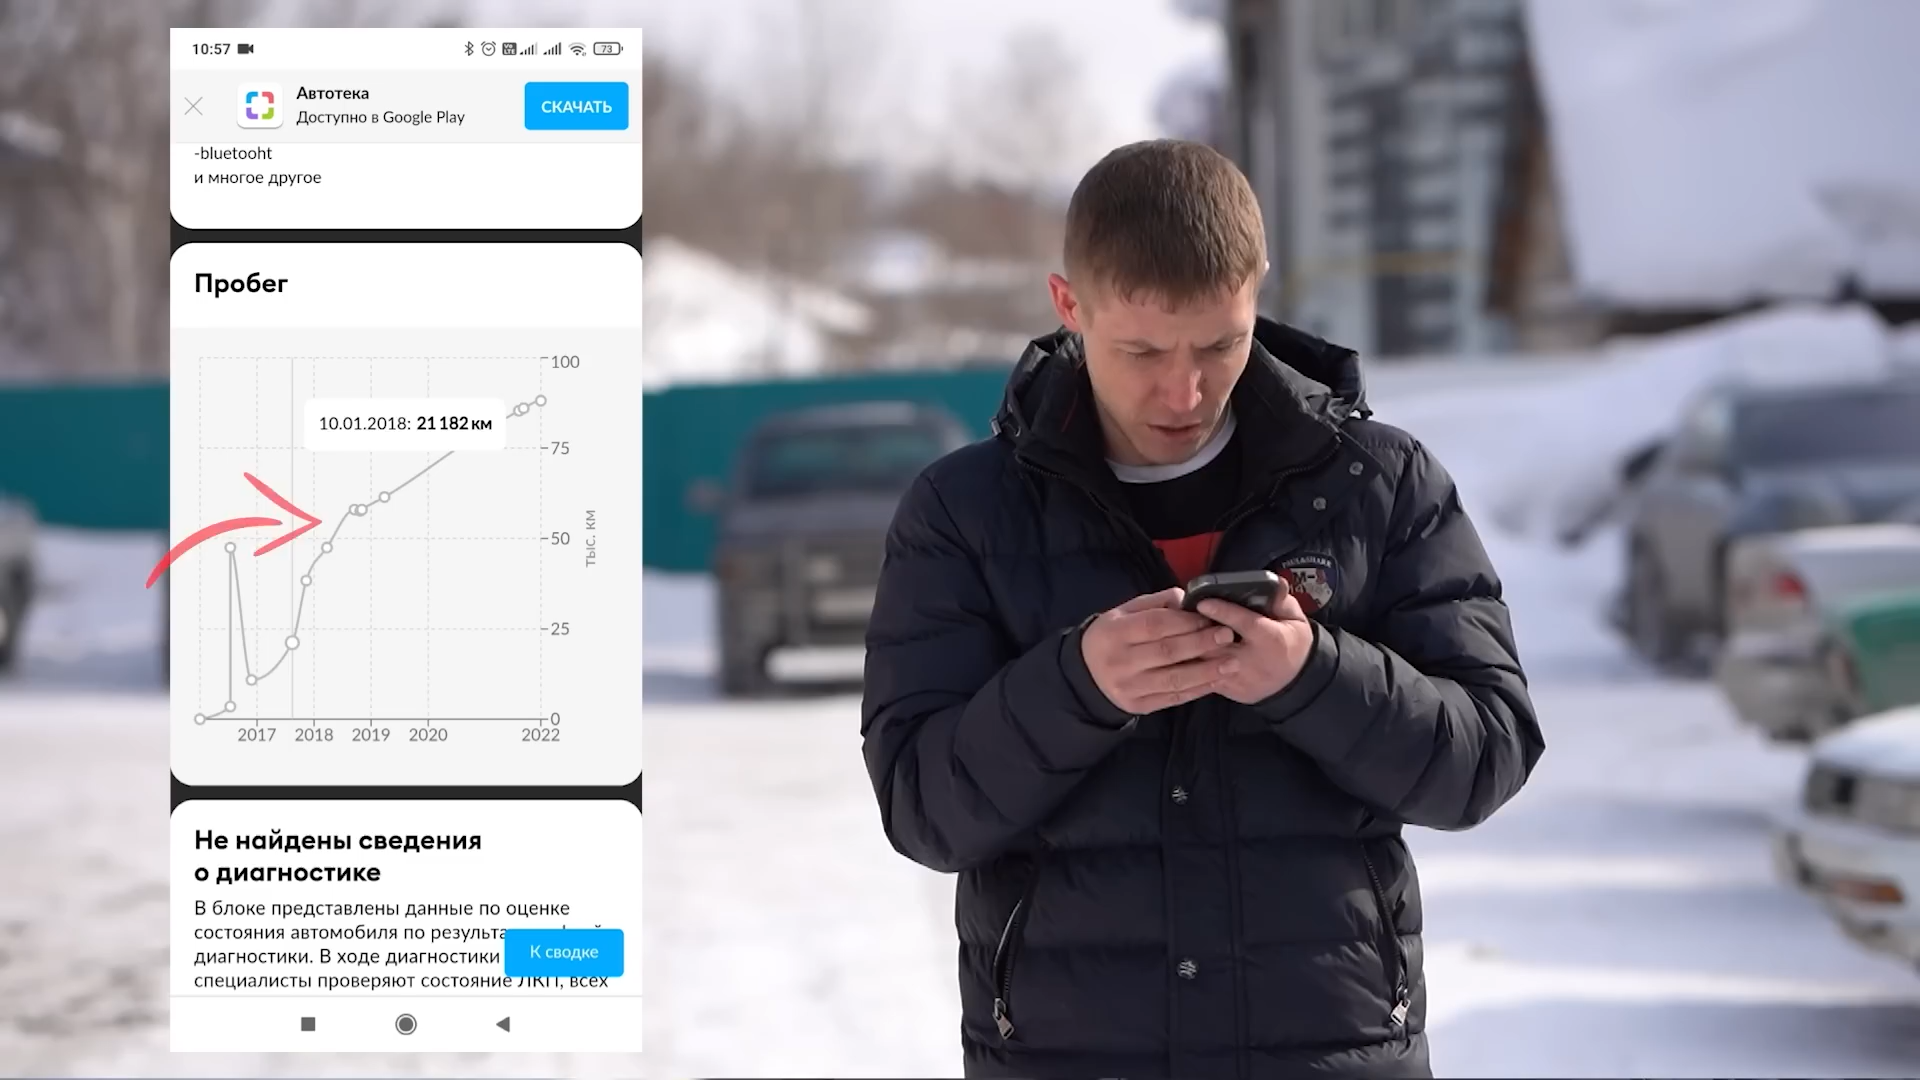 10:57
73
Автотека
Доступно в Google Play
СКАЧАТЬ
-bluetooht
и многое другое
Пробег
100
10.01.2018: 21 182 км
75
50
тыс. км
25
0
2017 2018 2019 2020 2022
Не найдены сведения
о диагностике
В блоке представлены данные по оценке
состояния автомобиля по результа
диагностики. В ходе диагностики
К сводке
специалисты проверяют состояние ЛКП, всех